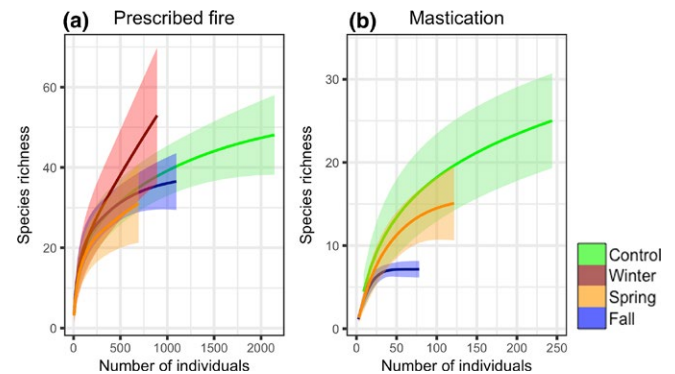 (a) Prescribed fire
Species richness
60
40
20
0
0 500 1000 1500 2000
Number of individuals
(b) Mastication
Species richness
30
20
10
0
0 50 100 150 200 250
Number of individuals
Control
Winter
Spring
Fall